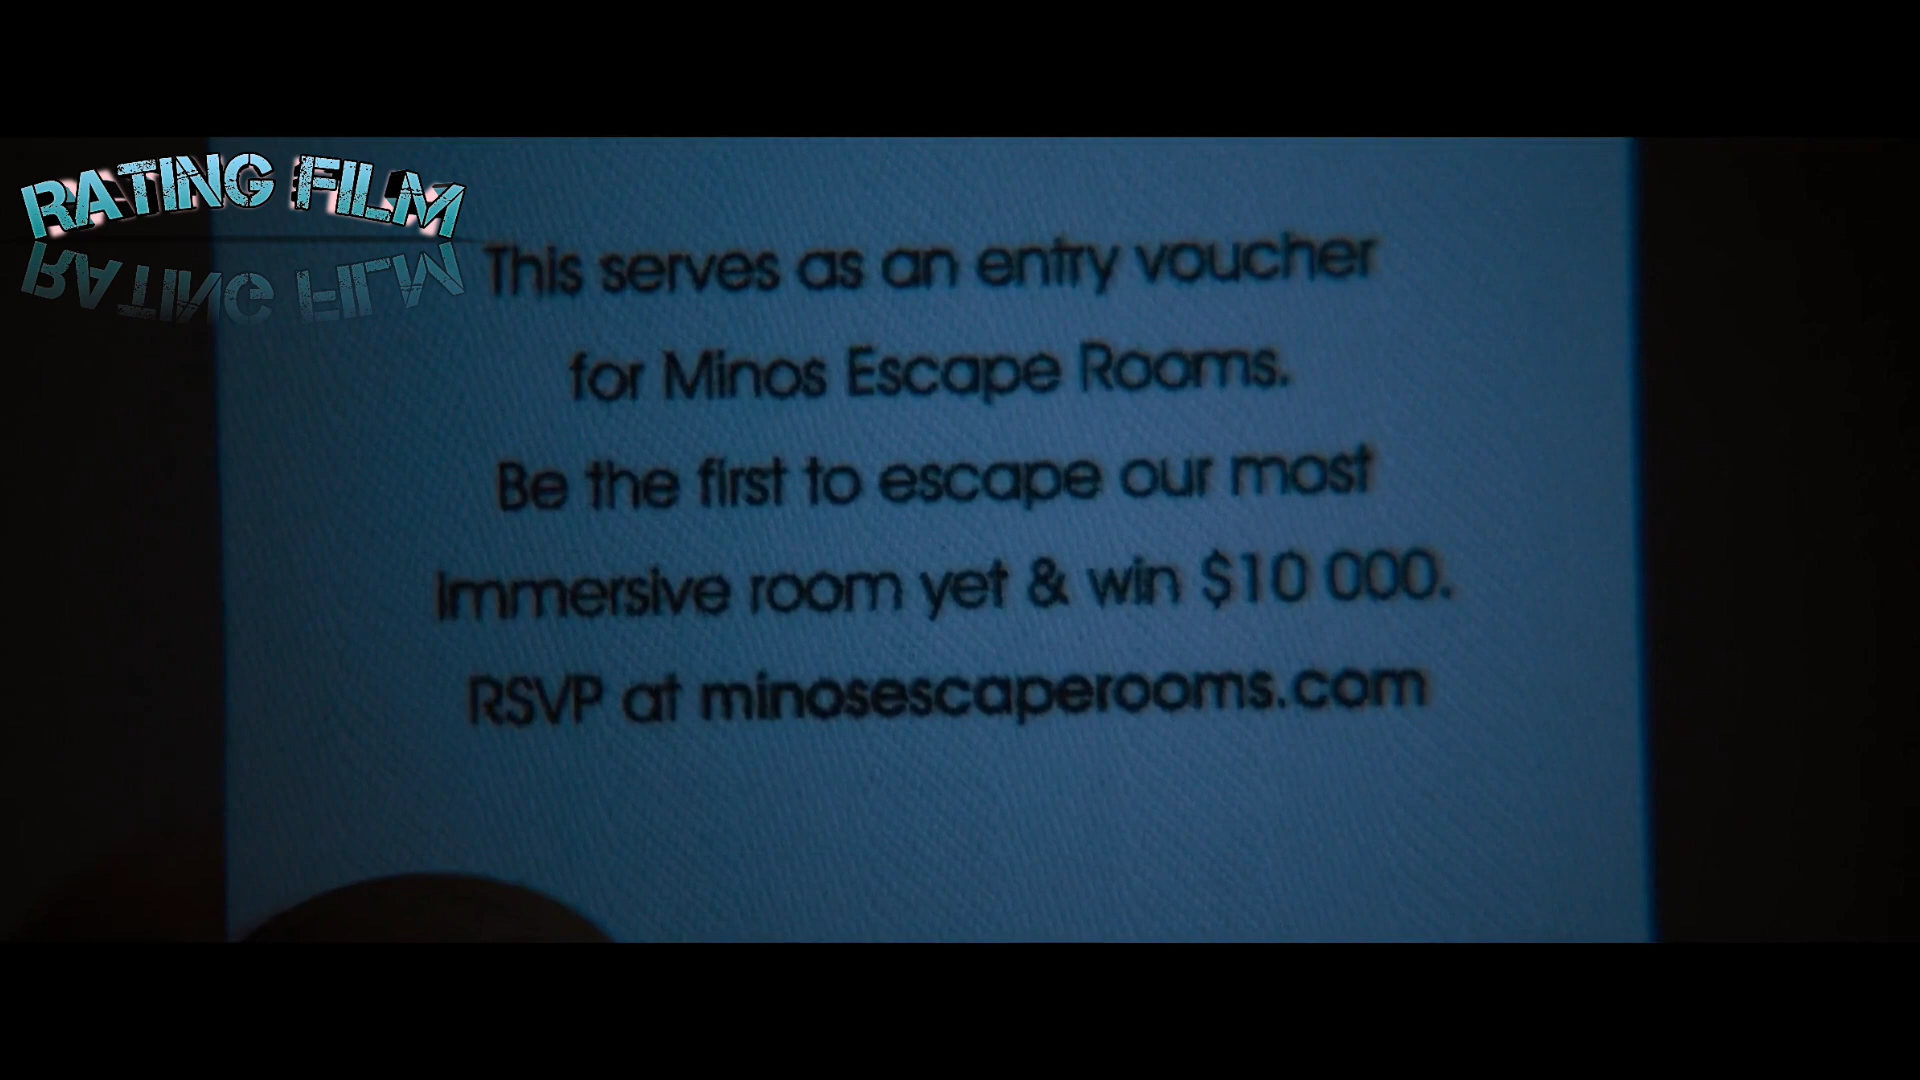 RATING FILM
This serves as an entry voucher
for Minos Escape Rooms.
Be the first to escape our most
immersive room yet & win $10 000.
RSVP at minosescaperooms.com